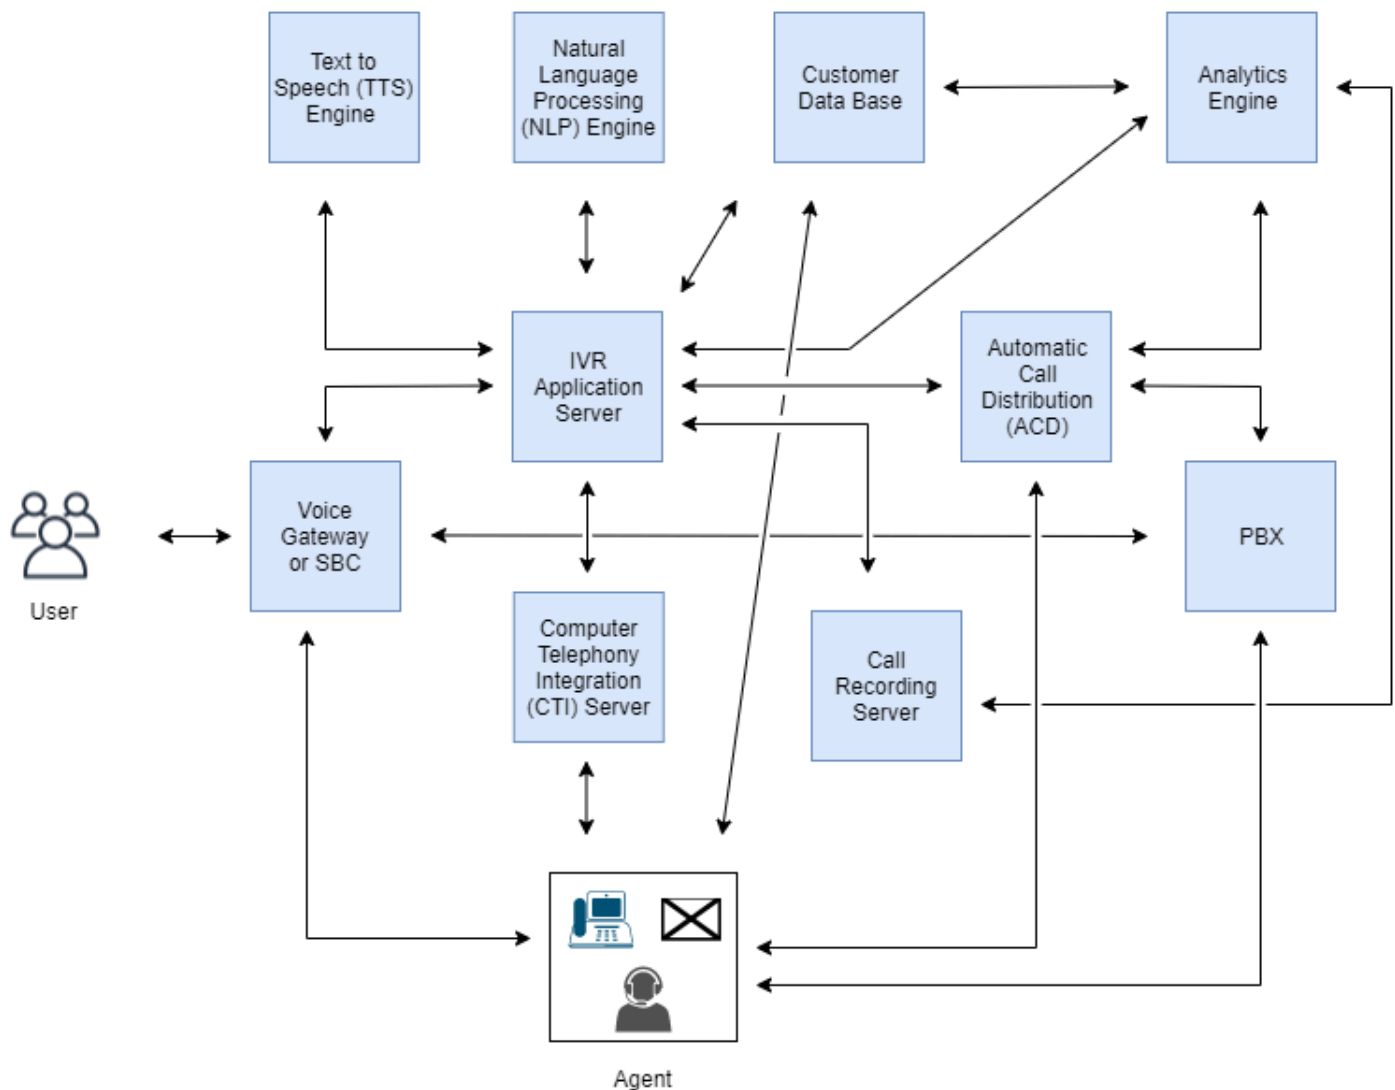 Text to
Speech (TTS)
Engine
Natural
Language
Processing
(NLP) Engine
Customer
Data Base
Analytics
Engine
IVR
Application
Server
Automatic
Call
Distribution
(ACD)
Voice
Gateway
or SBC
PBX
User
Computer
Telephony
Integration
(CTI) Server
Call
Recording
Server
Agent